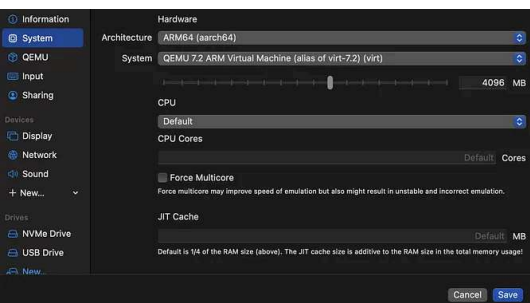 Information
System
QEMU
Input
Sharing
Devices
Display
Network
Sound
+ New...
Drives
NVMe Drive
USB Drive
New...
Hardware
Architecture ARM64 (aarch64)
System QEMU 7.2 ARM Virtual Machine (alias of virt-7.2) (virt)
4096 MB
CPU
Default
CPU Cores
Default Cores
Force Multicore
Force multicore may improve speed of emulation but also might result in unstable and incorrect emulation.
JIT Cache
Default MB
Default is 1/4 of the RAM size (above). The JIT cache size is additive to the RAM size in the total memory usage!
Cancel Save